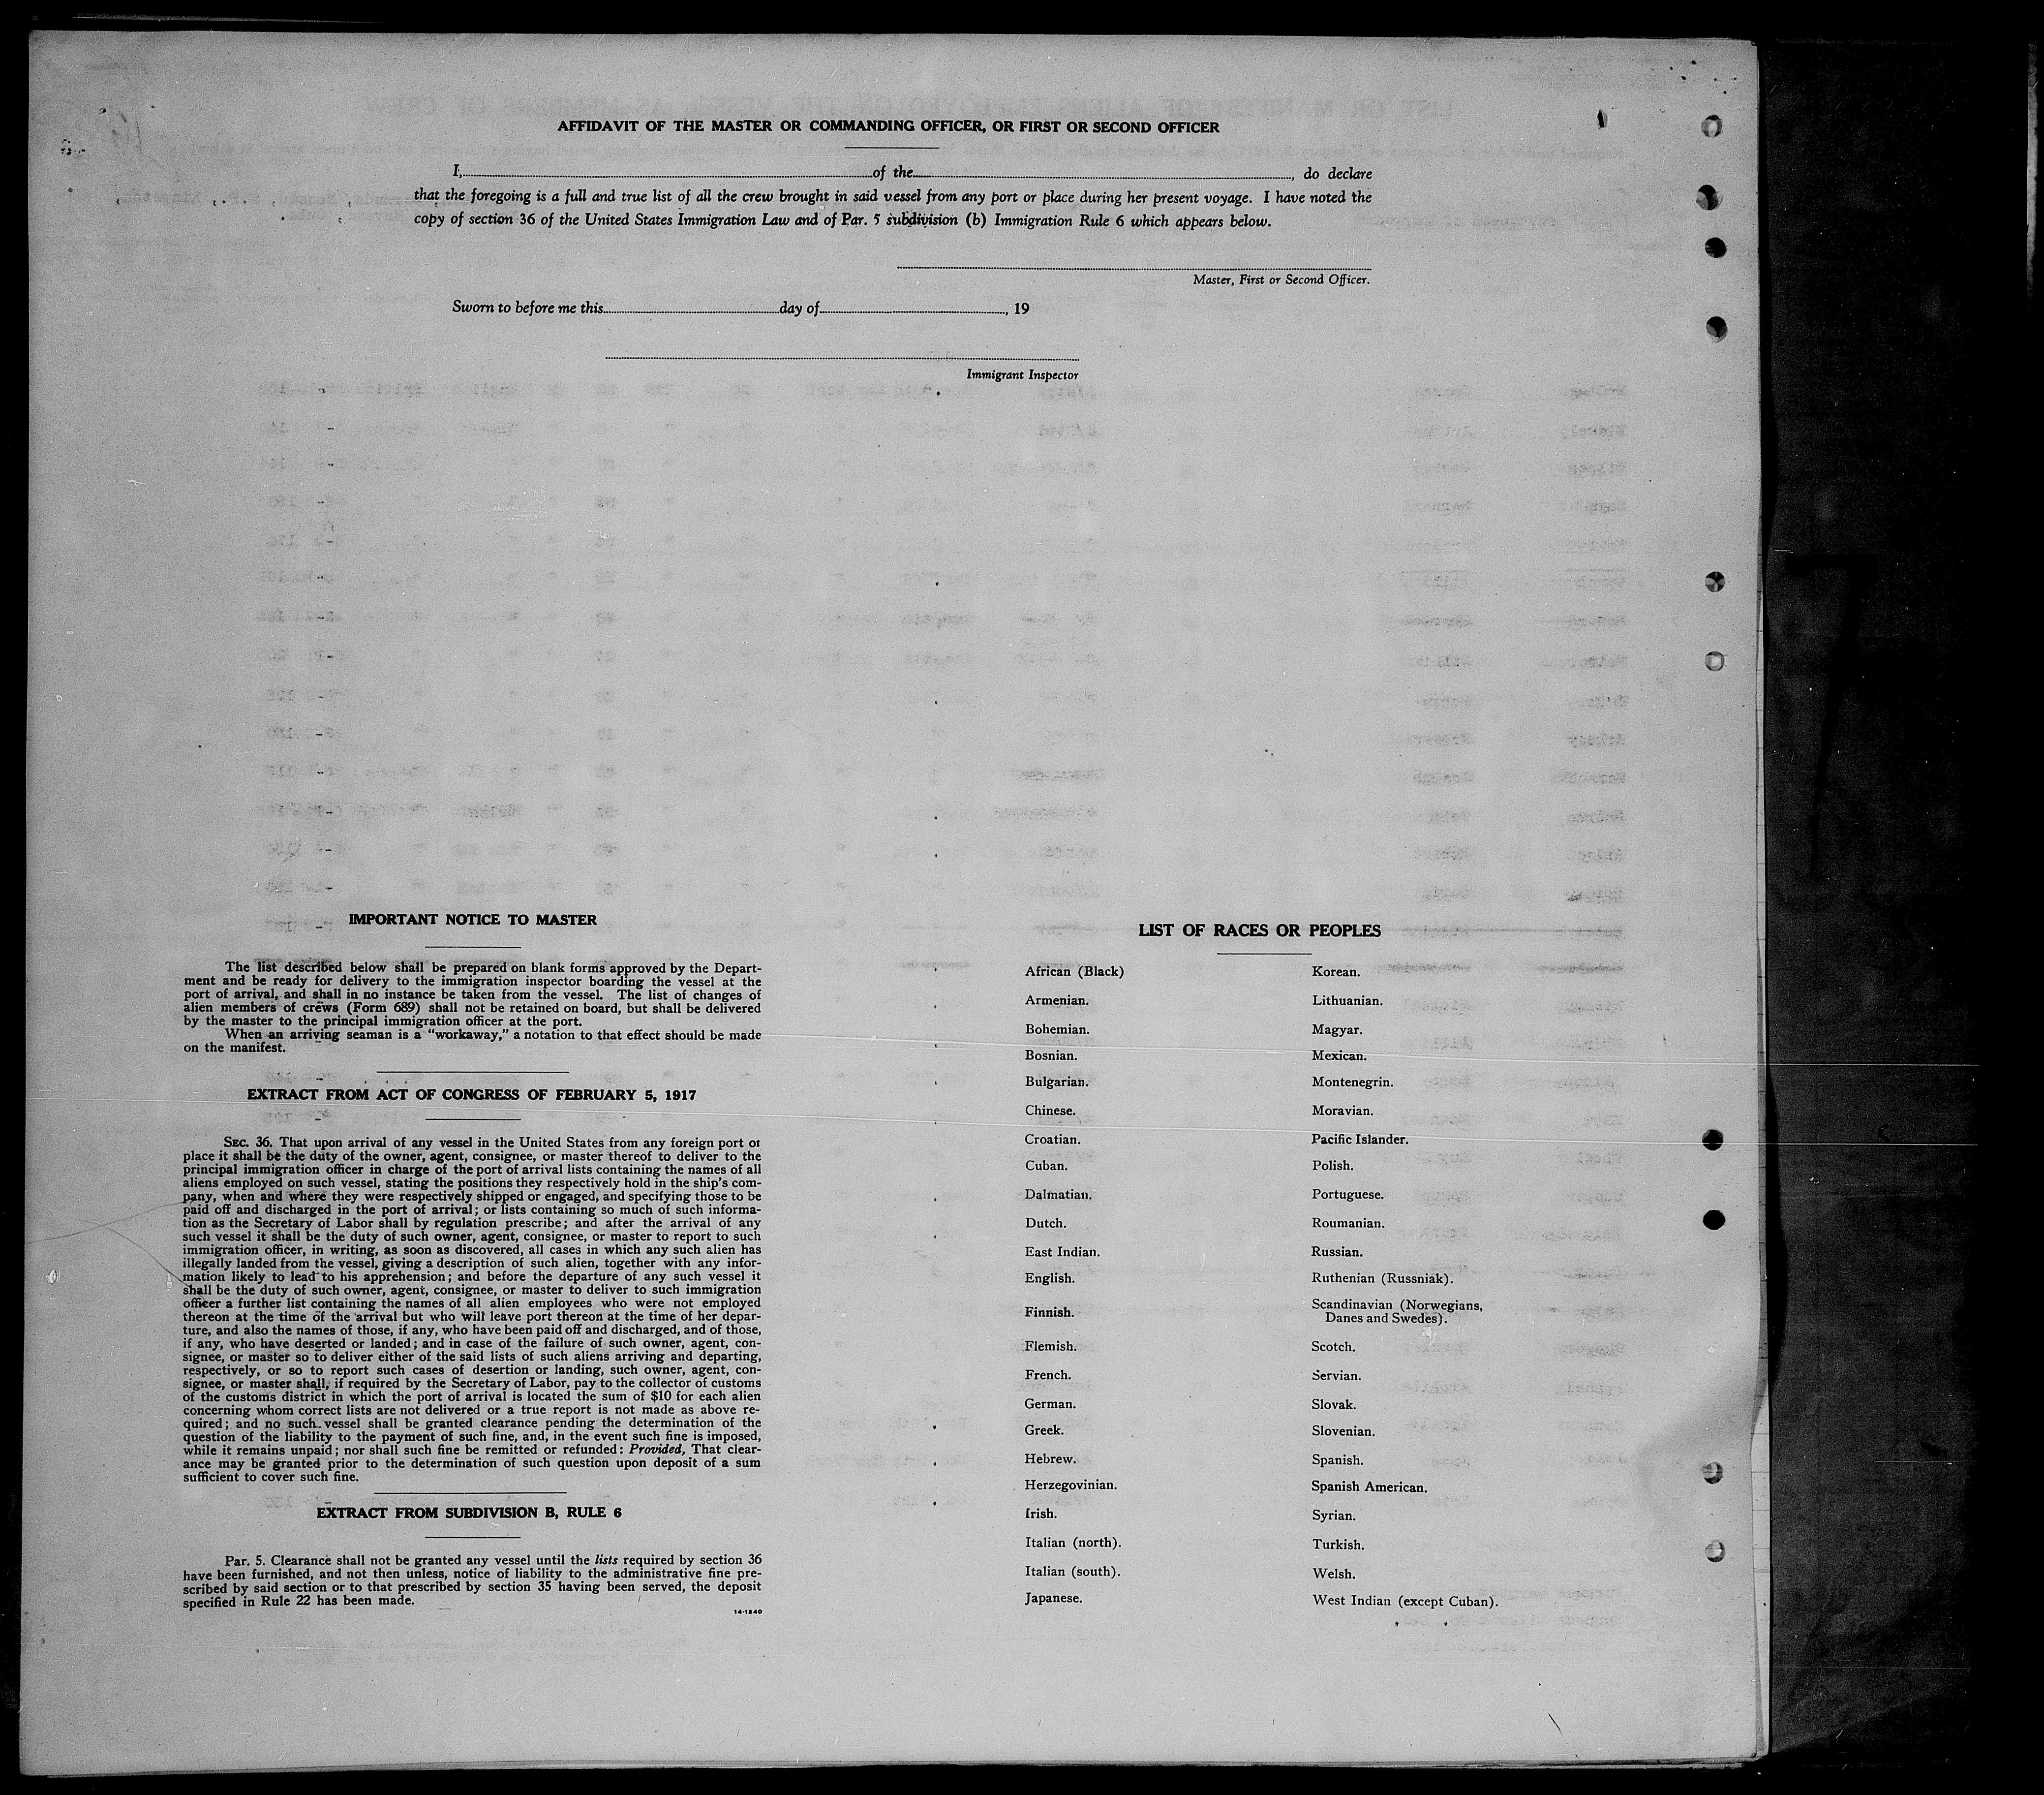 AFFIDAVIT OF THE MASTER OR COMMANDING OFFICER, OR FIRST OR SECOND OFFICER
I, of the , do declare
that the foregoing is a full and true list of all the crew brought in said vessel from any port or place during her present voyage. I have noted the
copy of section 36 of the United States Immigration Law and of Par. 5 subdivision (b) Immigration Rule 6 which appears below.
Master, First or Second Officer.
Sworn to before me this day of , 19
Immigrant Inspector
IMPORTANT NOTICE TO MASTER
The list described below shall be prepared on blank forms approved by the Depart-
ment and be ready for delivery to the immigration inspector boarding the vessel at the
port of arrival, and shall in no instance be taken from the vessel. The list of changes of
alien members of crews (Form 689) shall not be retained on board, but shall be delivered
by the master to the principal immigration officer at the port.
When an arriving seaman is a "workaway," a notation to that effect should be made
on the manifest.
EXTRACT FROM ACT OF CONGRESS OF FEBRUARY 5, 1917
SEC. 36. That upon arrival of any vessel in the United States from any foreign port or
place it shall be the duty of the owner, agent, consignee, or master thereof to deliver to the
principal immigration officer in charge of the port of arrival lists containing the names of all
aliens employed on such vessel, stating the positions they respectively hold in the ship's com-
pany, when and where they were respectively shipped or engaged, and specifying those to be
paid off and discharged in the port of arrival; or lists containing so much of such informa-
tion as the Secretary of Labor shall by regulation prescribe; and after the arrival of any
such vessel it shall be the duty of such owner, agent, consignee, or master to report to such
immigration officer, in writing, as soon as discovered, all cases in which any such alien has
illegally landed from the vessel, giving a description of such alien, together with any infor-
mation likely to lead to his apprehension; and before the departure of any such vessel it
shall be the duty of such owner, agent, consignee, or master to deliver to such immigration
officer a further list containing the names of all alien employees who were not employed
thereon at the time of the arrival but who will leave port thereon at the time of her depar-
ture, and also the names of those, if any, who have been paid off and discharged, and of those,
if any, who have deserted or landed; and in case of the failure of such owner, agent, con-
signee, or master so to deliver either of the said lists of such aliens arriving and departing,
respectively, or so to report such cases of desertion or landing, such owner, agent, con-
signee, or master shall, if required by the Secretary of Labor, pay to the collector of customs
of the customs district in which the port of arrival is located the sum of $10 for each alien
concerning whom correct lists are not delivered or a true report is not made as above re-
quired; and no such vessel shall be granted clearance pending the determination of the
question of the liability to the payment of such fine, and, in the event such fine is imposed,
while it remains unpaid; nor shall such fine be remitted or refunded: Provided, That clear-
ance may be granted prior to the determination of such question upon deposit of a sum
sufficient to cover such fine.
EXTRACT FROM SUBDIVISION B, RULE 6
Par. 5. Clearance shall not be granted any vessel until the lists required by section 36
have been furnished, and not then unless, notice of liability to the administrative fine pre-
scribed by said section or to that prescribed by section 35 having been served, the deposit
specified in Rule 22 has been made.
14-1240
LIST OF RACES OR PEOPLES
African (Black)
Armenian.
Bohemian.
Bosnian.
Bulgarian.
Chinese.
Croatian.
Cuban.
Dalmatian.
Dutch.
East Indian.
English.
Finnish.
Flemish.
French.
German.
Greek.
Hebrew.
Herzegovinian.
Irish.
Italian (north).
Italian (south).
Japanese.
Korean.
Lithuanian.
Magyar.
Mexican.
Montenegrin.
Moravian.
Pacific Islander.
Polish.
Portuguese.
Roumanian.
Russian.
Ruthenian (Russniak).
Scandinavian (Norwegians,
Danes and Swedes).
Scotch.
Servian.
Slovak.
Slovenian.
Spanish.
Spanish American.
Syrian.
Turkish.
Welsh.
West Indian (except Cuban).